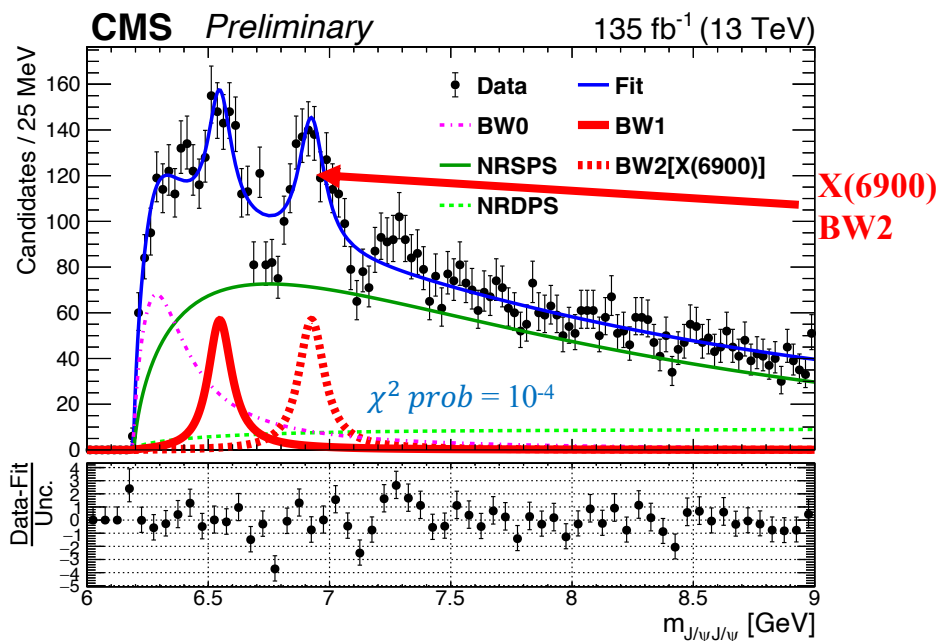 CMS Preliminary 135 fb⁻¹ (13 TeV)
Candidates / 25 MeV
160
140
120
100
80
60
40
20
0
Data
Fit
BW0
BW1
NRSPS
BW2[X(6900)]
NRDPS
X(6900)
BW2
χ² prob = 10⁻⁴
Data-Fit
Unc.
4
3
2
1
0
−1
−2
−3
−4
−5
6 6.5 7 7.5 8 8.5 9
m_{J/ψJ/ψ} [GeV]